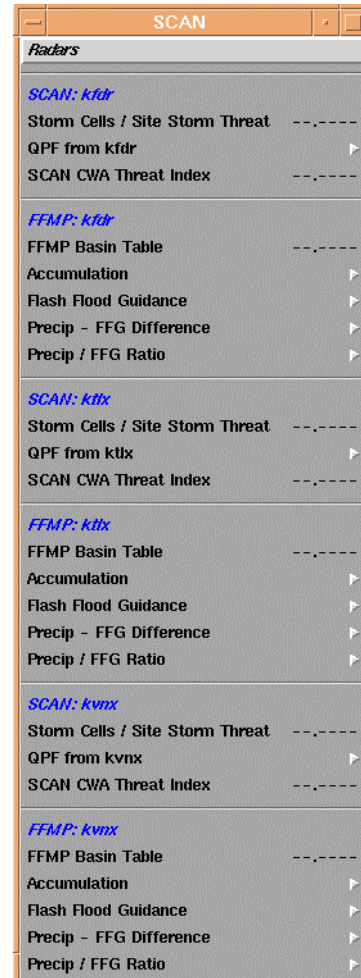 SCAN
Radars
SCAN: kfdr
Storm Cells / Site Storm Threat --.----
QPF from kfdr
SCAN CWA Threat Index --.----
FFMP: kfdr
FFMP Basin Table --.----
Accumulation
Flash Flood Guidance
Precip - FFG Difference
Precip / FFG Ratio
SCAN: ktlx
Storm Cells / Site Storm Threat --.----
QPF from ktlx
SCAN CWA Threat Index --.----
FFMP: ktlx
FFMP Basin Table --.----
Accumulation
Flash Flood Guidance
Precip - FFG Difference
Precip / FFG Ratio
SCAN: kvnx
Storm Cells / Site Storm Threat --.----
QPF from kvnx
SCAN CWA Threat Index --.----
FFMP: kvnx
FFMP Basin Table --.----
Accumulation
Flash Flood Guidance
Precip - FFG Difference
Precip / FFG Ratio